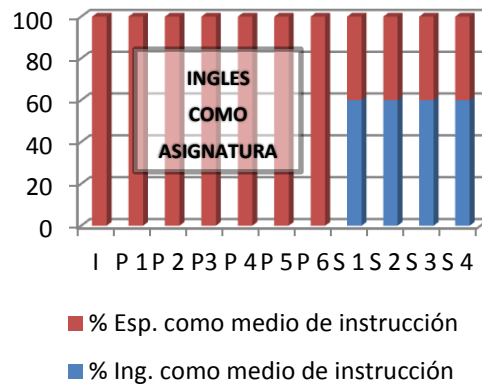 100
80
60
40
20
0
INGLES
COMO
ASIGNATURA
I P 1 P 2 P3 P 4 P 5 P 6 S 1 S 2 S 3 S 4
% Esp. como medio de instrucción
% Ing. como medio de instrucción